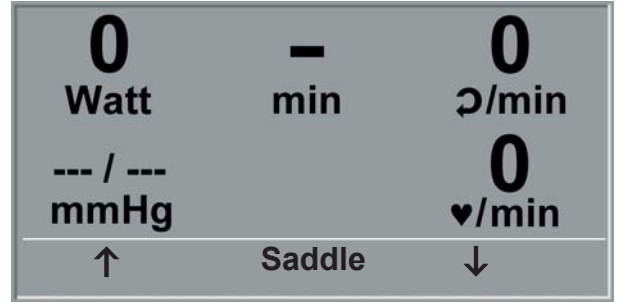 0 – 0
Watt min ↄ/min
--- / --- 0
mmHg ♥/min
↑ Saddle ↓